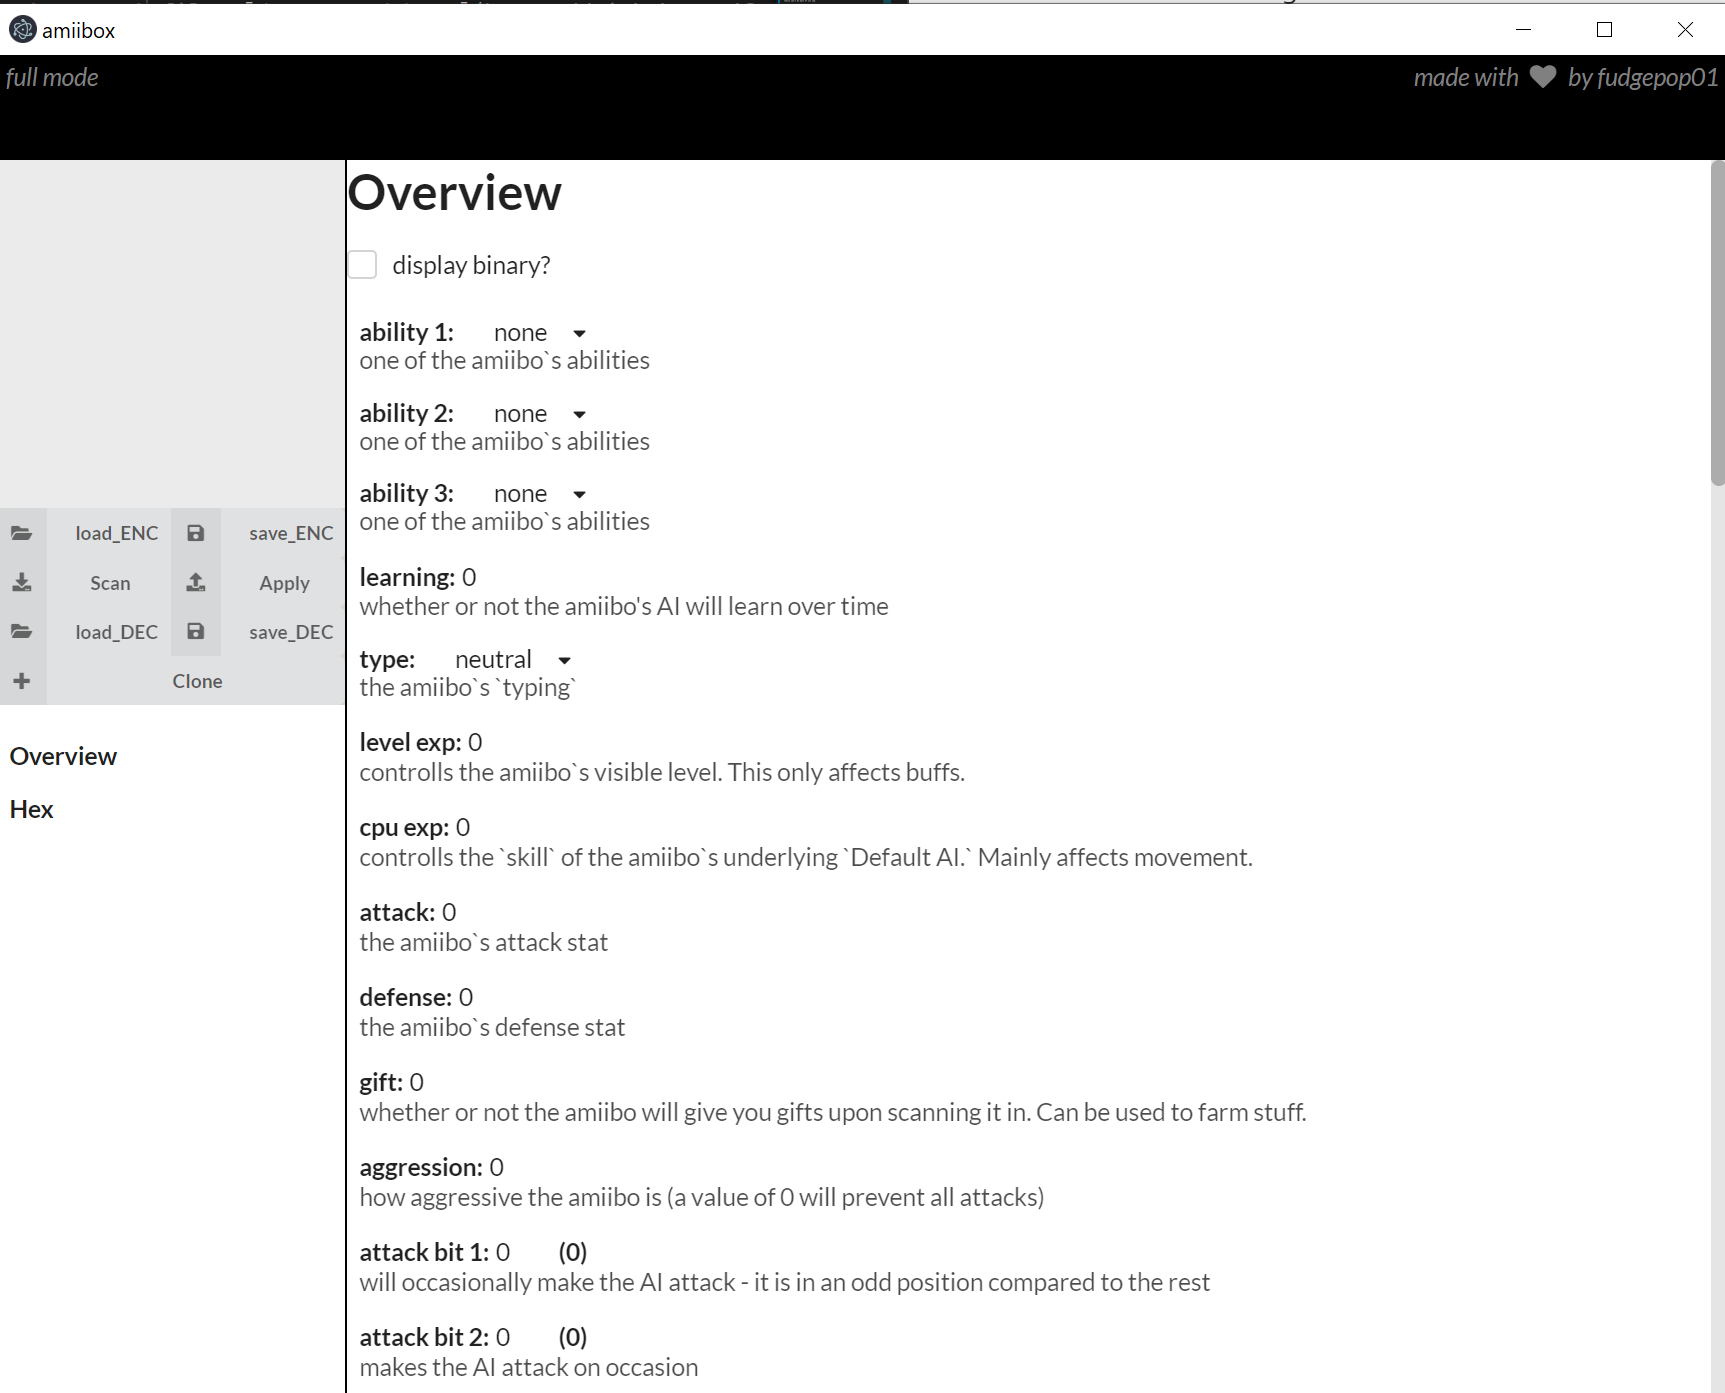 amiibox
full mode
made with by fudgepop01
Overview
display binary?
ability 1: none
one of the amiibo`s abilities
ability 2: none
one of the amiibo`s abilities
ability 3: none
one of the amiibo`s abilities
load_ENC save_ENC
Scan Apply
load_DEC save_DEC
Clone
Overview
Hex
learning: 0
whether or not the amiibo's AI will learn over time
type: neutral
the amiibo`s `typing`
level exp: 0
controlls the amiibo`s visible level. This only affects buffs.
cpu exp: 0
controlls the `skill` of the amiibo`s underlying `Default AI.` Mainly affects movement.
attack: 0
the amiibo`s attack stat
defense: 0
the amiibo`s defense stat
gift: 0
whether or not the amiibo will give you gifts upon scanning it in. Can be used to farm stuff.
aggression: 0
how aggressive the amiibo is (a value of 0 will prevent all attacks)
attack bit 1: 0 (0)
will occasionally make the AI attack - it is in an odd position compared to the rest
attack bit 2: 0 (0)
makes the AI attack on occasion